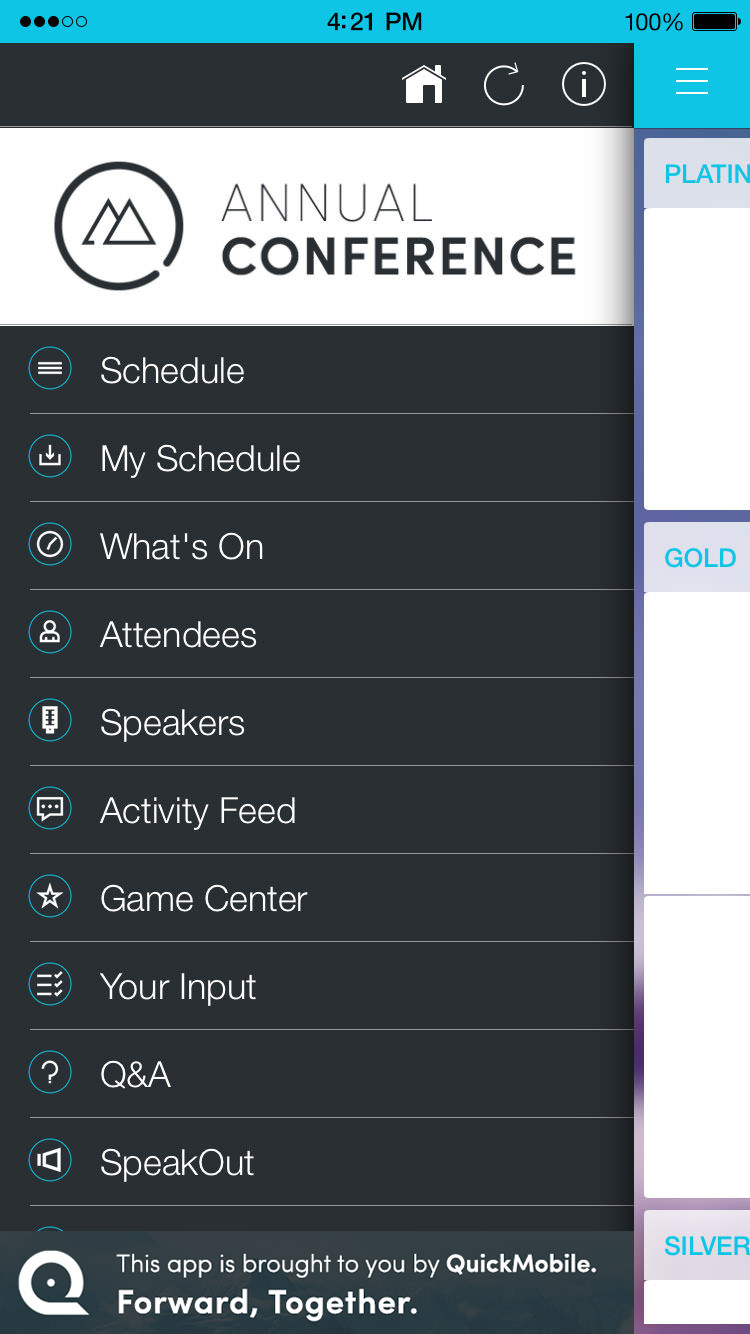 4:21 PM
100%
ANNUAL
CONFERENCE
Schedule
My Schedule
What's On
Attendees
Speakers
Activity Feed
Game Center
Your Input
Q&A
SpeakOut
This app is brought to you by QuickMobile.
Forward, Together.
PLATIN
GOLD
SILVER